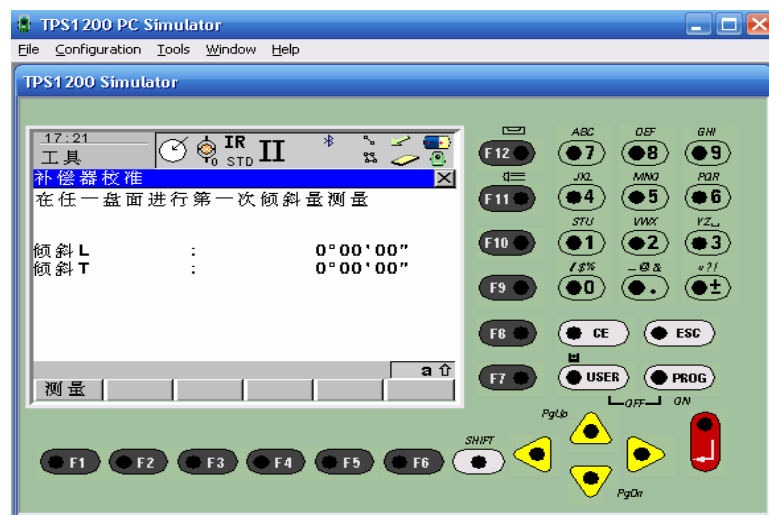 TPS1200 PC Simulator
File Configuration Tools Window Help
TPS1200 Simulator
17:21
工具
IR
STD
II
补偿器校准
在任一盘面进行第一次倾斜量测量
倾斜L : 0°00'00"
倾斜T : 0°00'00"
a
测量
F12 ABC 7 DEF 8 GHI 9
F11 JKL 4 MNO 5 PQR 6
F10 STU 1 VWX 2 YZ 3
F9 /$% 0 _@& . *?! ±
F8 CE ESC
F7 USER PROG
OFF ON
PgUp
F1 F2 F3 F4 F5 F6 SHIFT
PgDn